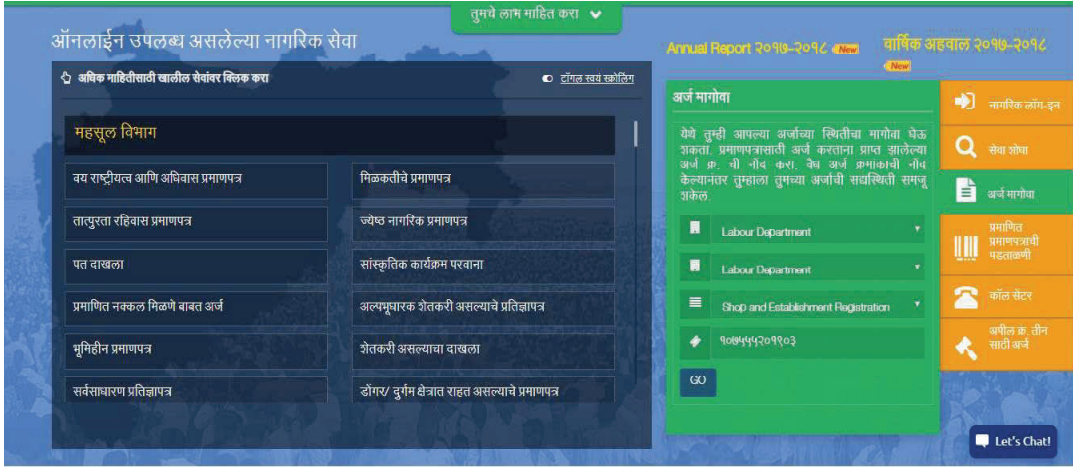 तुमचे लाभ माहित करा
ऑनलाईन उपलब्ध असलेल्या नागरिक सेवा
Annual Report २०१७-२०१८ New
वार्षिक अहवाल २०१७-२०१८
New
अधिक माहितीसाठी खालील सेवांवर क्लिक करा
टॉगल स्वयं स्क्रोलिंग
महसूल विभाग
वय राष्ट्रीयत्व आणि अधिवास प्रमाणपत्र
मिळकतीचे प्रमाणपत्र
तात्पुरता रहिवास प्रमाणपत्र
ज्येष्ठ नागरिक प्रमाणपत्र
पत दाखला
सांस्कृतिक कार्यक्रम परवाना
प्रमाणित नक्कल मिळणे बाबत अर्ज
अल्पभूधारक शेतकरी असल्याचे प्रतिज्ञापत्र
भूमिहीन प्रमाणपत्र
शेतकरी असल्याचा दाखला
सर्वसाधारण प्रतिज्ञापत्र
डोंगर/ दुर्गम क्षेत्रात राहत असल्याचे प्रमाणपत्र
अर्ज मागोवा
येथे तुम्ही आपल्या अर्जाच्या स्थितीचा मागोवा घेऊ
शकता. प्रमाणपत्रासाठी अर्ज करताना प्राप्त झालेल्या
अर्ज क्र. ची नोंद करा. वैध अर्ज क्रमांकाची नोंद
केल्यानंतर तुम्हाला तुमच्या अर्जाची सद्यस्थिती समजू
शकेल.
Labour Department
Labour Department
Shop and Establishment Registration
१०७५५५२०१९०३
GO
नागरिक लॉग-इन
सेवा शोधा
अर्ज मागोवा
प्रमाणित
प्रमाणपत्राची
पडताळणी
कॉल सेंटर
अपील क्र. तीन
साठी अर्ज
Let's Chat!